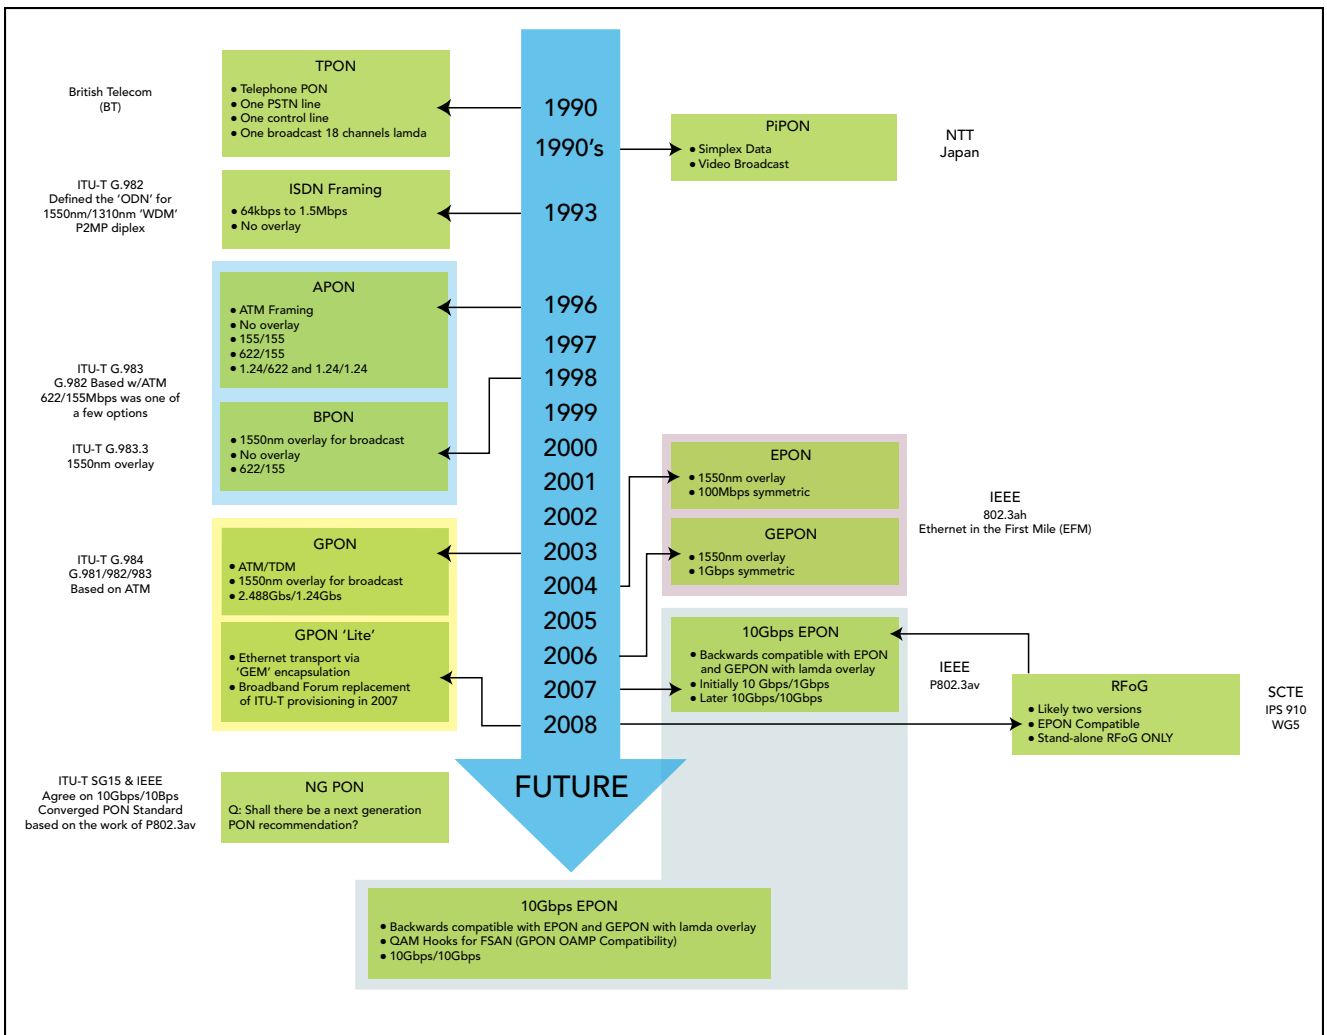 British Telecom
(BT)
TPON
● Telephone PON
● One PSTN line
● One control line
● One broadcast 18 channels lamda
1990
1990's
PiPON
● Simplex Data
● Video Broadcast
NTT
Japan
ITU-T G.982
Defined the 'ODN' for
1550nm/1310nm 'WDM'
P2MP diplex
ISDN Framing
● 64kbps to 1.5Mbps
● No overlay
1993
APON
● ATM Framing
● No overlay
● 155/155
● 622/155
● 1.24/622 and 1.24/1.24
1996
1997
1998
1999
2000
2001
2002
2003
2004
2005
2006
2007
2008
FUTURE
ITU-T G.983
G.982 Based w/ATM
622/155Mbps was one of
a few options
ITU-T G.983.3
1550nm overlay
BPON
● 1550nm overlay for broadcast
● No overlay
● 622/155
EPON
● 1550nm overlay
● 100Mbps symmetric
GEPON
● 1550nm overlay
● 1Gbps symmetric
IEEE
802.3ah
Ethernet in the First Mile (EFM)
ITU-T G.984
G.981/982/983
Based on ATM
GPON
● ATM/TDM
● 1550nm overlay for broadcast
● 2.488Gbs/1.24Gbs
GPON 'Lite'
● Ethernet transport via
'GEM' encapsulation
● Broadband Forum replacement
of ITU-T provisioning in 2007
10Gbps EPON
● Backwards compatible with EPON
and GEPON with lamda overlay
● Initially 10 Gbps/1Gbps
● Later 10Gbps/10Gbps
IEEE
P802.3av
RFoG
● Likely two versions
● EPON Compatible
● Stand-alone RFoG ONLY
SCTE
IPS 910
WG5
ITU-T SG15 & IEEE
Agree on 10Gbps/10Bps
Converged PON Standard
based on the work of P802.3av
NG PON
Q: Shall there be a next generation
PON recommendation?
10Gbps EPON
● Backwards compatible with EPON and GEPON with lamda overlay
● QAM Hooks for FSAN (GPON OAMP Compatibility)
● 10Gbps/10Gbps